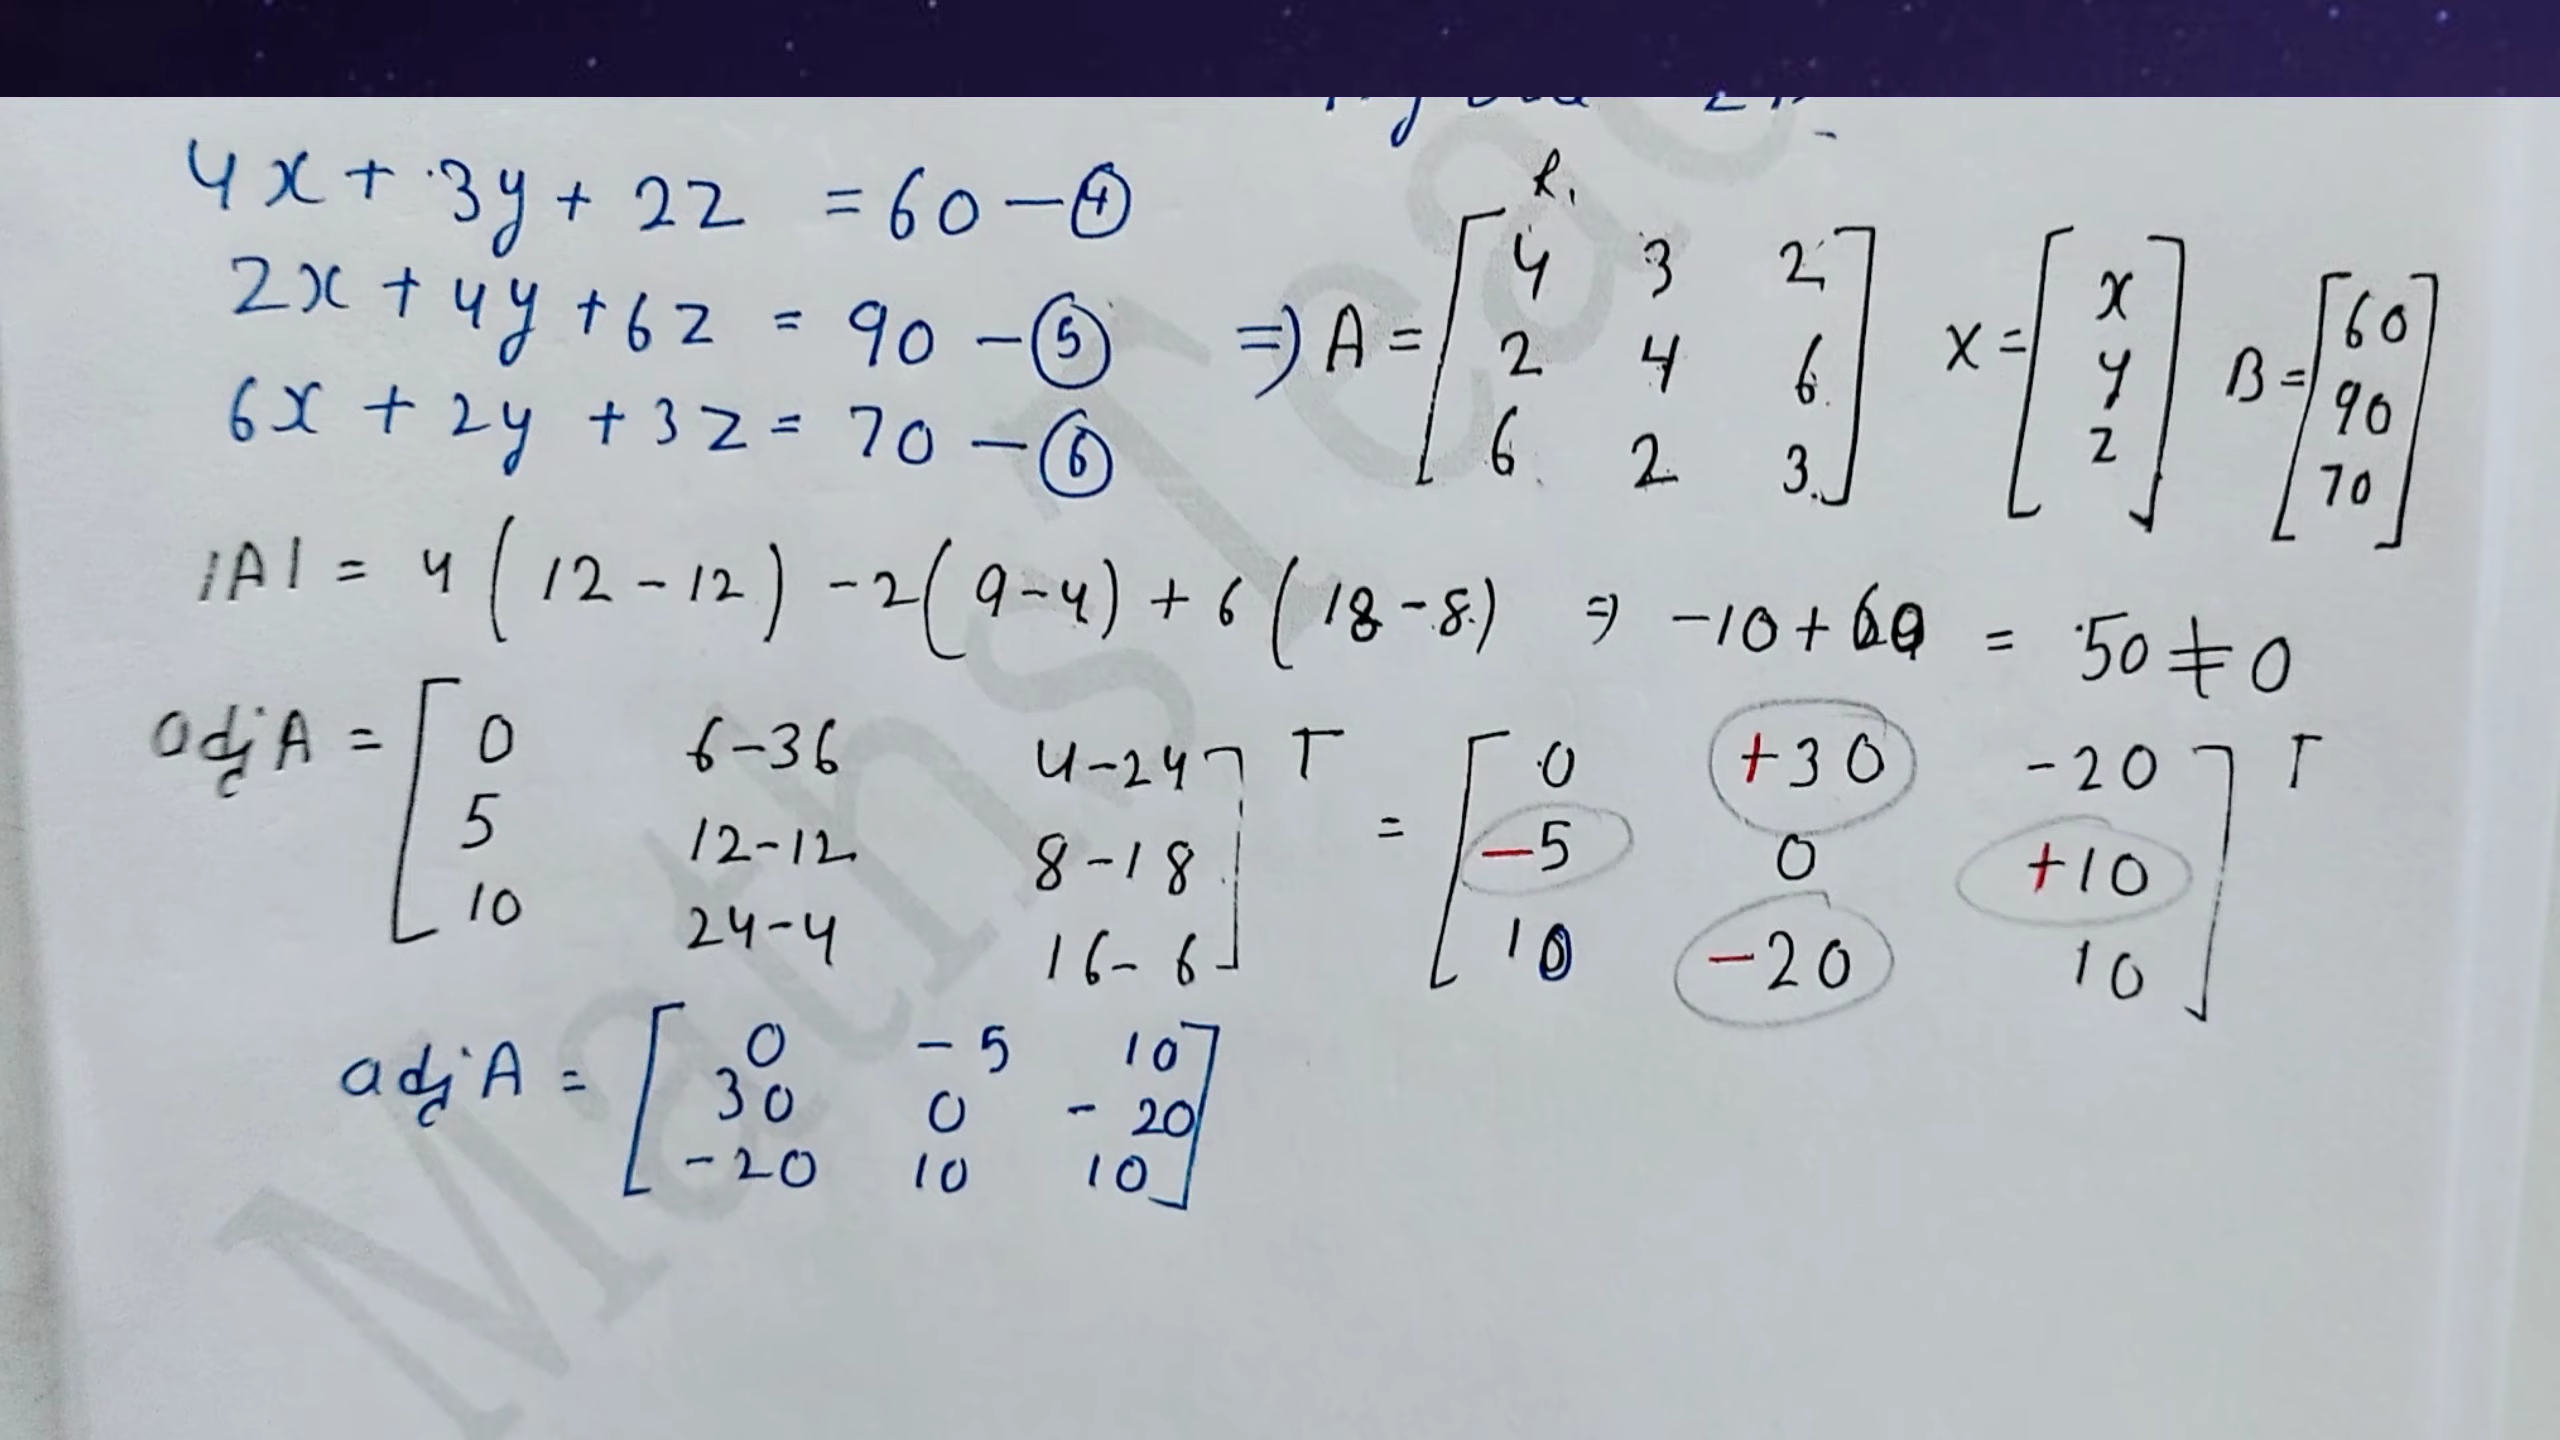 4x + 3y + 2z = 60 - ④
2x + 4y + 6z = 90 - ⑤
6x + 2y + 3z = 70 - ⑥
R₁
⇒ A = [4 3 2
2 4 6
6 2 3] X = [x
y
z] B = [60
90
70]
|A| = 4(12-12) -2(9-4) + 6(18-8) ⇒ -10+60 = 50 ≠ 0
adj A = [0 6-36 4-24
5 12-12 8-18
10 24-4 16-6] T = [0 +30 -20
-5 0 +10
10 -20 10] T
adj A = [0 -5 10
30 0 -20
-20 10 10]
Maths Tea